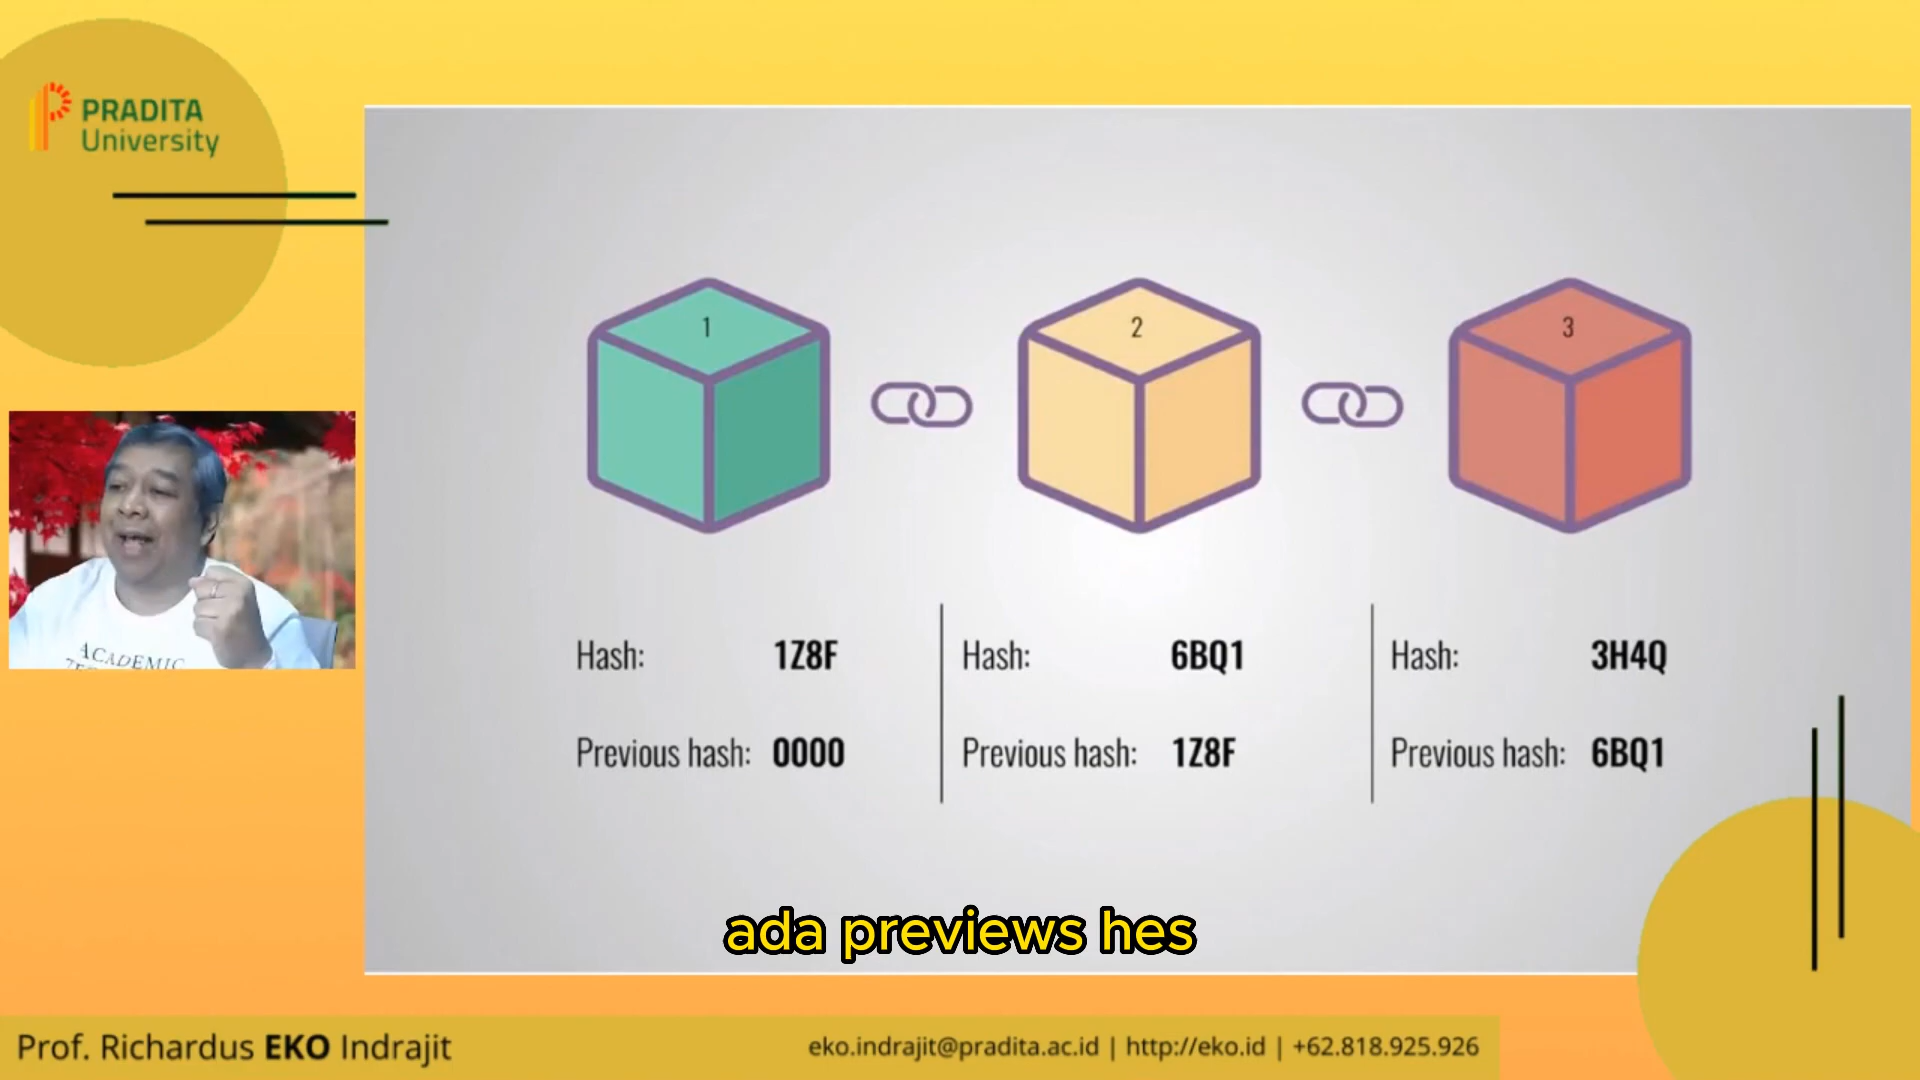 PRADITA
University
1
2
3
ACADEMIC
Hash: 1Z8F
Previous hash: 0000
Hash: 6BQ1
Previous hash: 1Z8F
Hash: 3H4Q
Previous hash: 6BQ1
ada previews hes
Prof. Richardus EKO Indrajit
eko.indrajit@pradita.ac.id | http://eko.id | +62.818.925.926